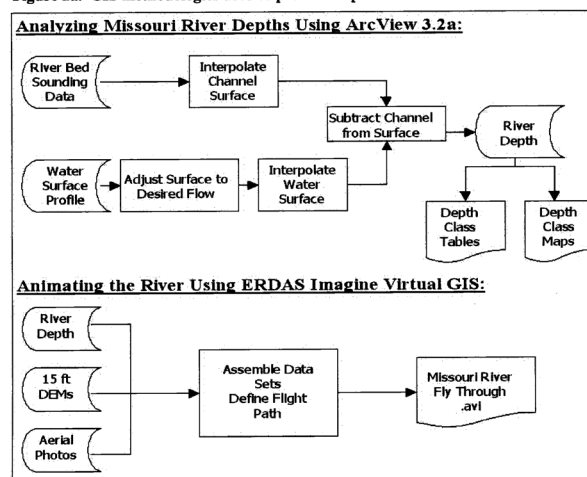 Analyzing Missouri River Depths Using ArcView 3.2a:
River Bed
Sounding
Data
Interpolate
Channel
Surface
Subtract Channel
from Surface
River
Depth
Water
Surface
Profile
Adjust Surface to
Desired Flow
Interpolate
Water
Surface
Depth
Class
Tables
Depth
Class
Maps
Animating the River Using ERDAS Imagine Virtual GIS:
River
Depth
15 ft
DEMs
Aerial
Photos
Assemble Data
Sets
Define Flight
Path
Missouri River
Fly Through
.avi